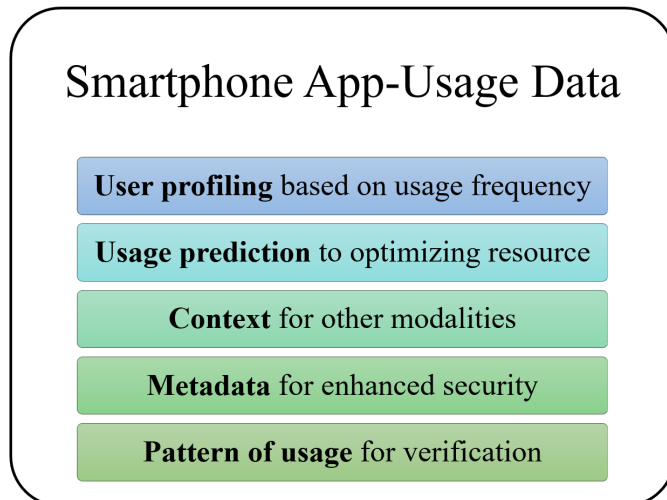 Smartphone App-Usage Data
User profiling based on usage frequency
Usage prediction to optimizing resource
Context for other modalities
Metadata for enhanced security
Pattern of usage for verification